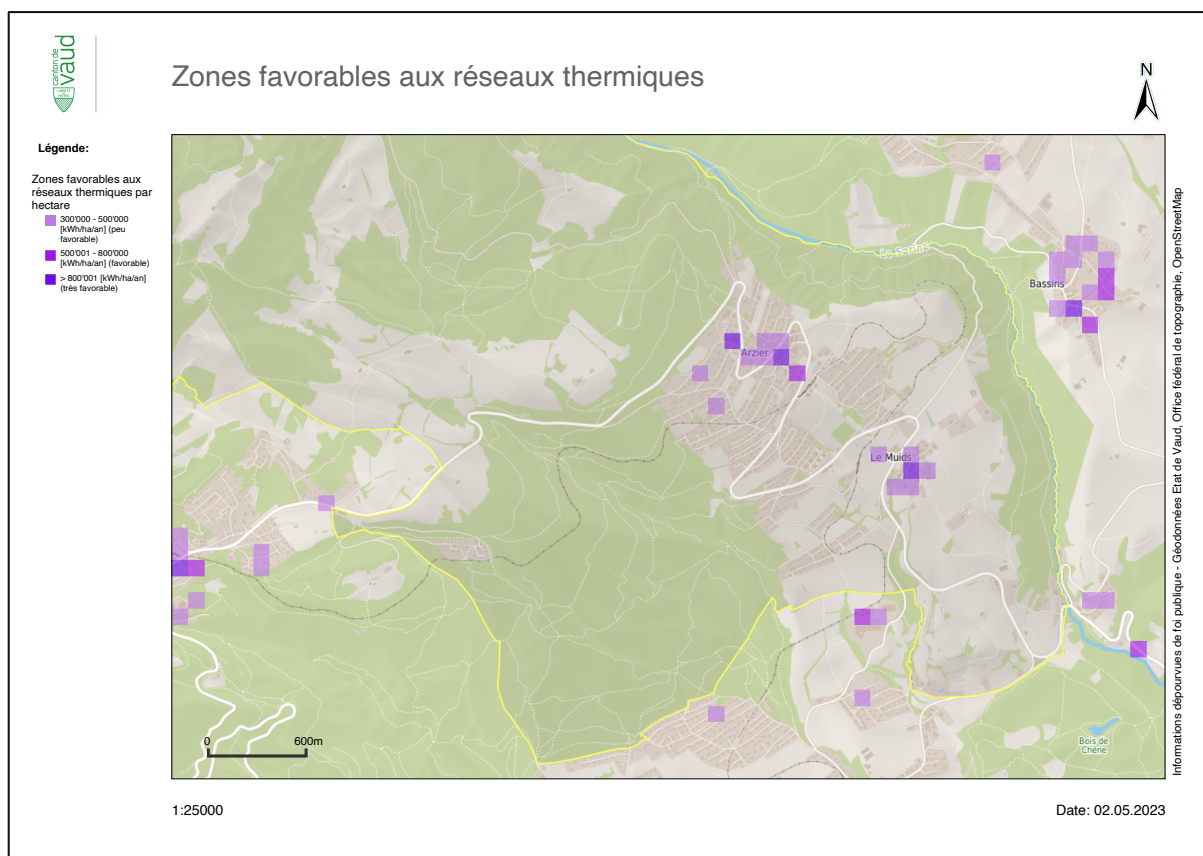 canton de
vaud
LIBERTÉ
ET
PATRIE
Zones favorables aux réseaux thermiques
N
Légende:
Zones favorables aux
réseaux thermiques par
hectare
300'000 - 500'000
[kWh/ha/an] (peu
favorable)
500'001 - 800'000
[kWh/ha/an] (favorable)
> 800'001 [kWh/ha/an]
(très favorable)
Bassins
Arzier
Le Muids
Bois de
Chêne
0
600m
Informations dépourvues de foi publique - Géodonnées Etat de Vaud, Office fédéral de topographie, OpenStreetMap
1:25000
Date: 02.05.2023